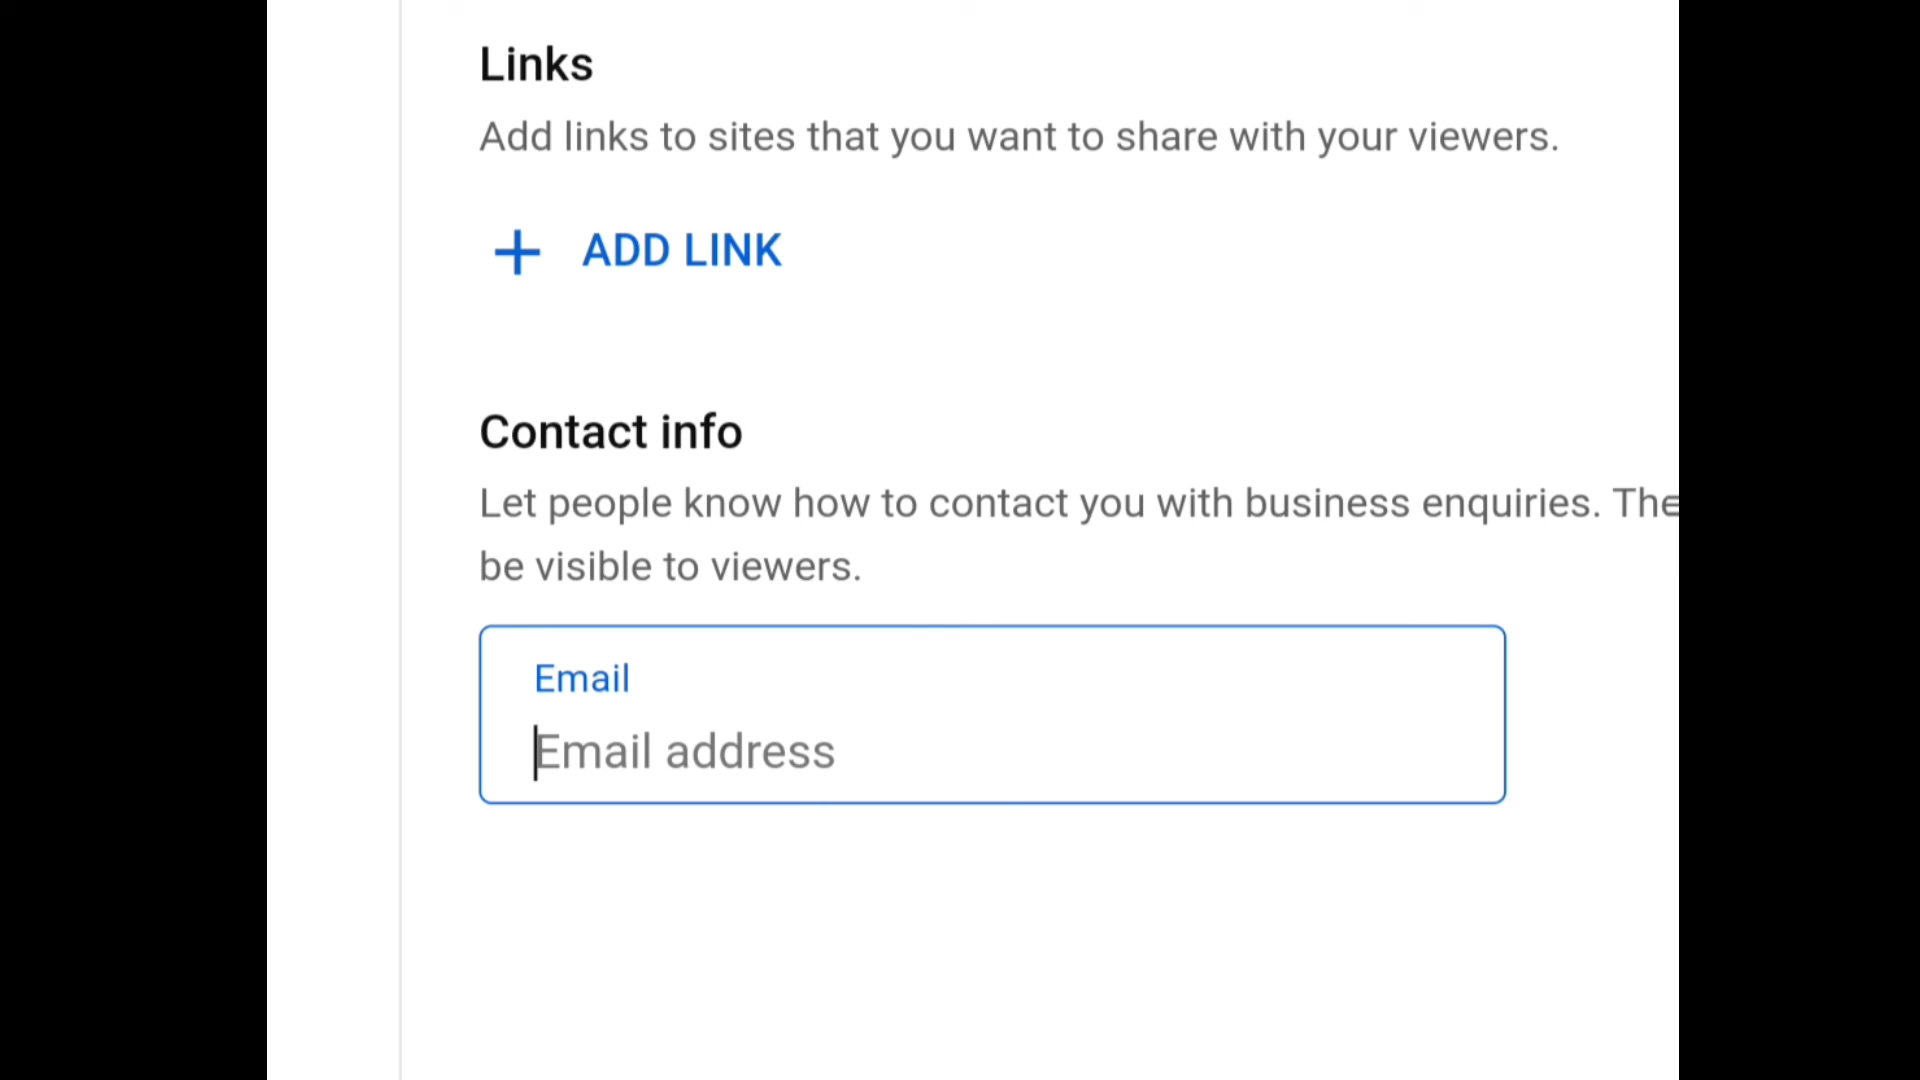 Links
Add links to sites that you want to share with your viewers.
+ ADD LINK
Contact info
Let people know how to contact you with business enquiries. The
be visible to viewers.
Email
Email address